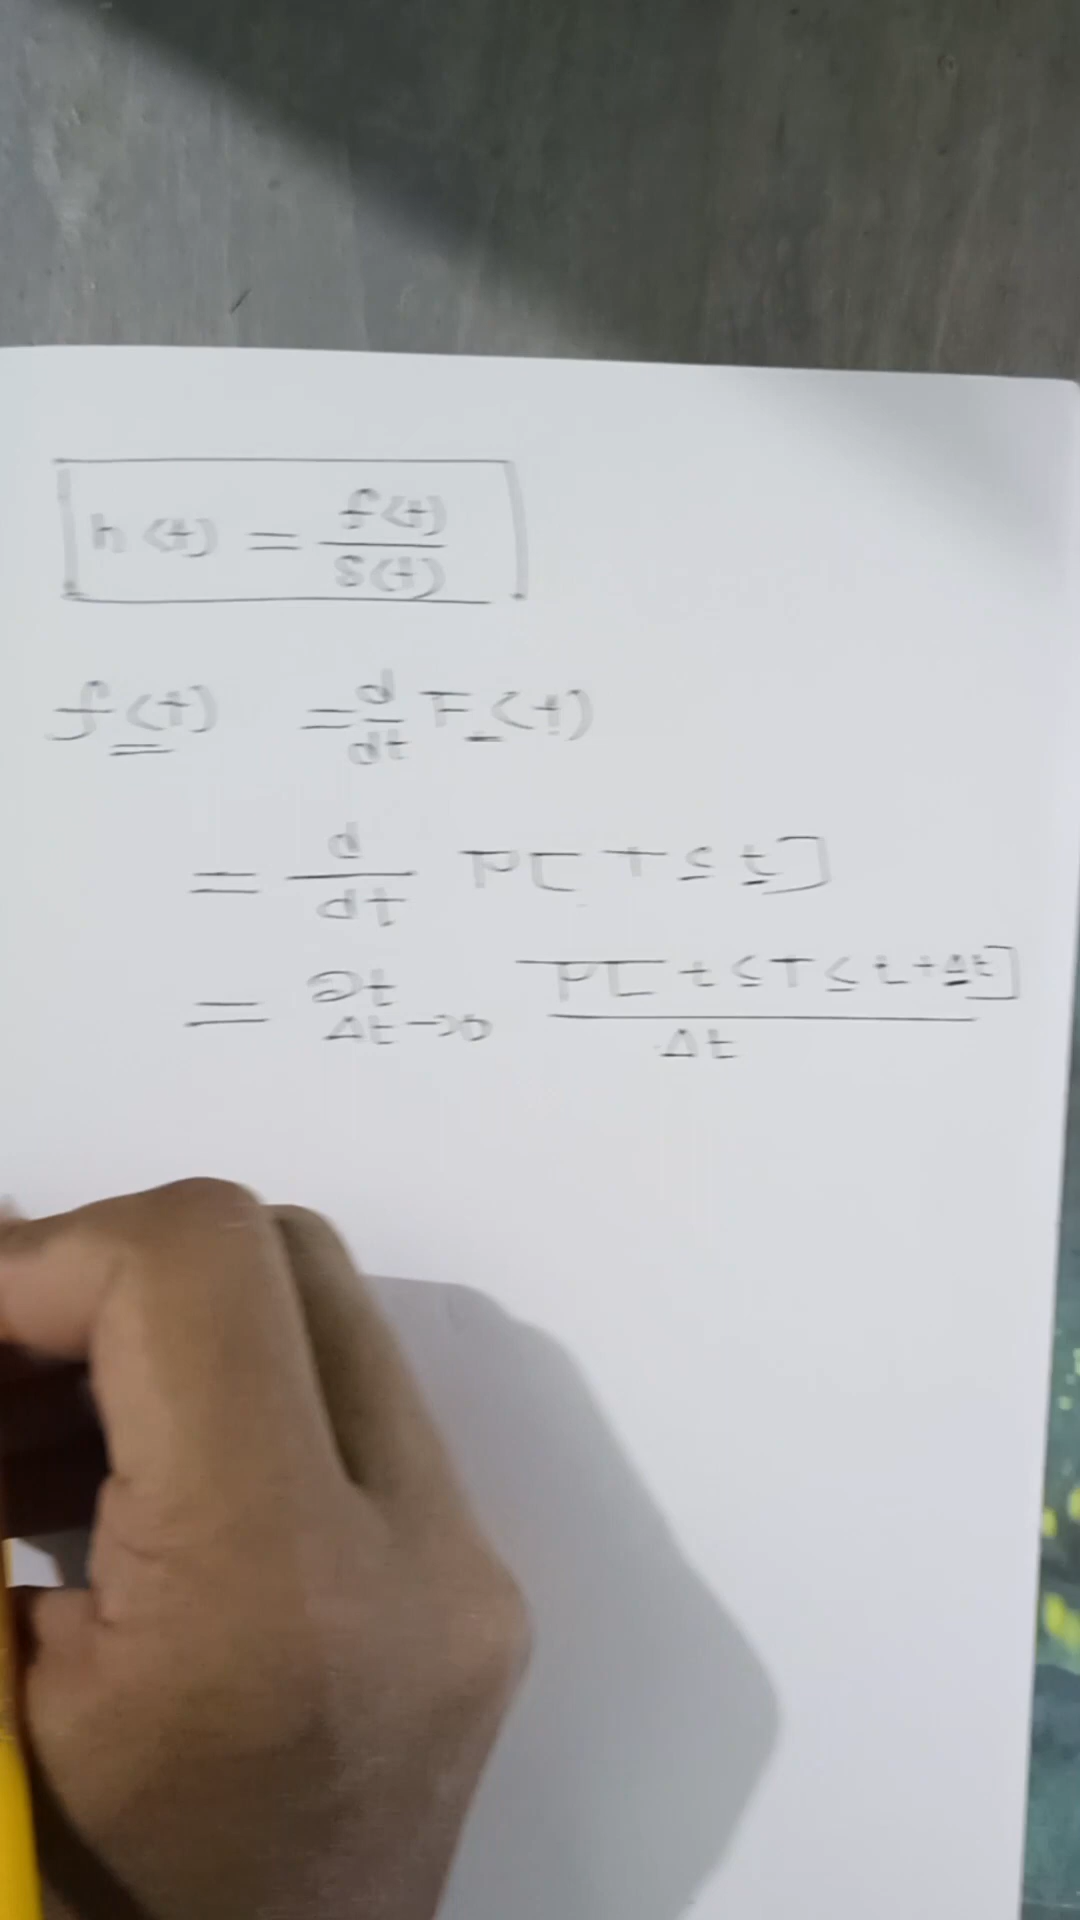 h(t) = f(t)/S(t)
f(t) = d/dt F(t)
= d/dt P[T ≤ t]
= lt Δt→0 P[t ≤ T ≤ t+Δt]/Δt